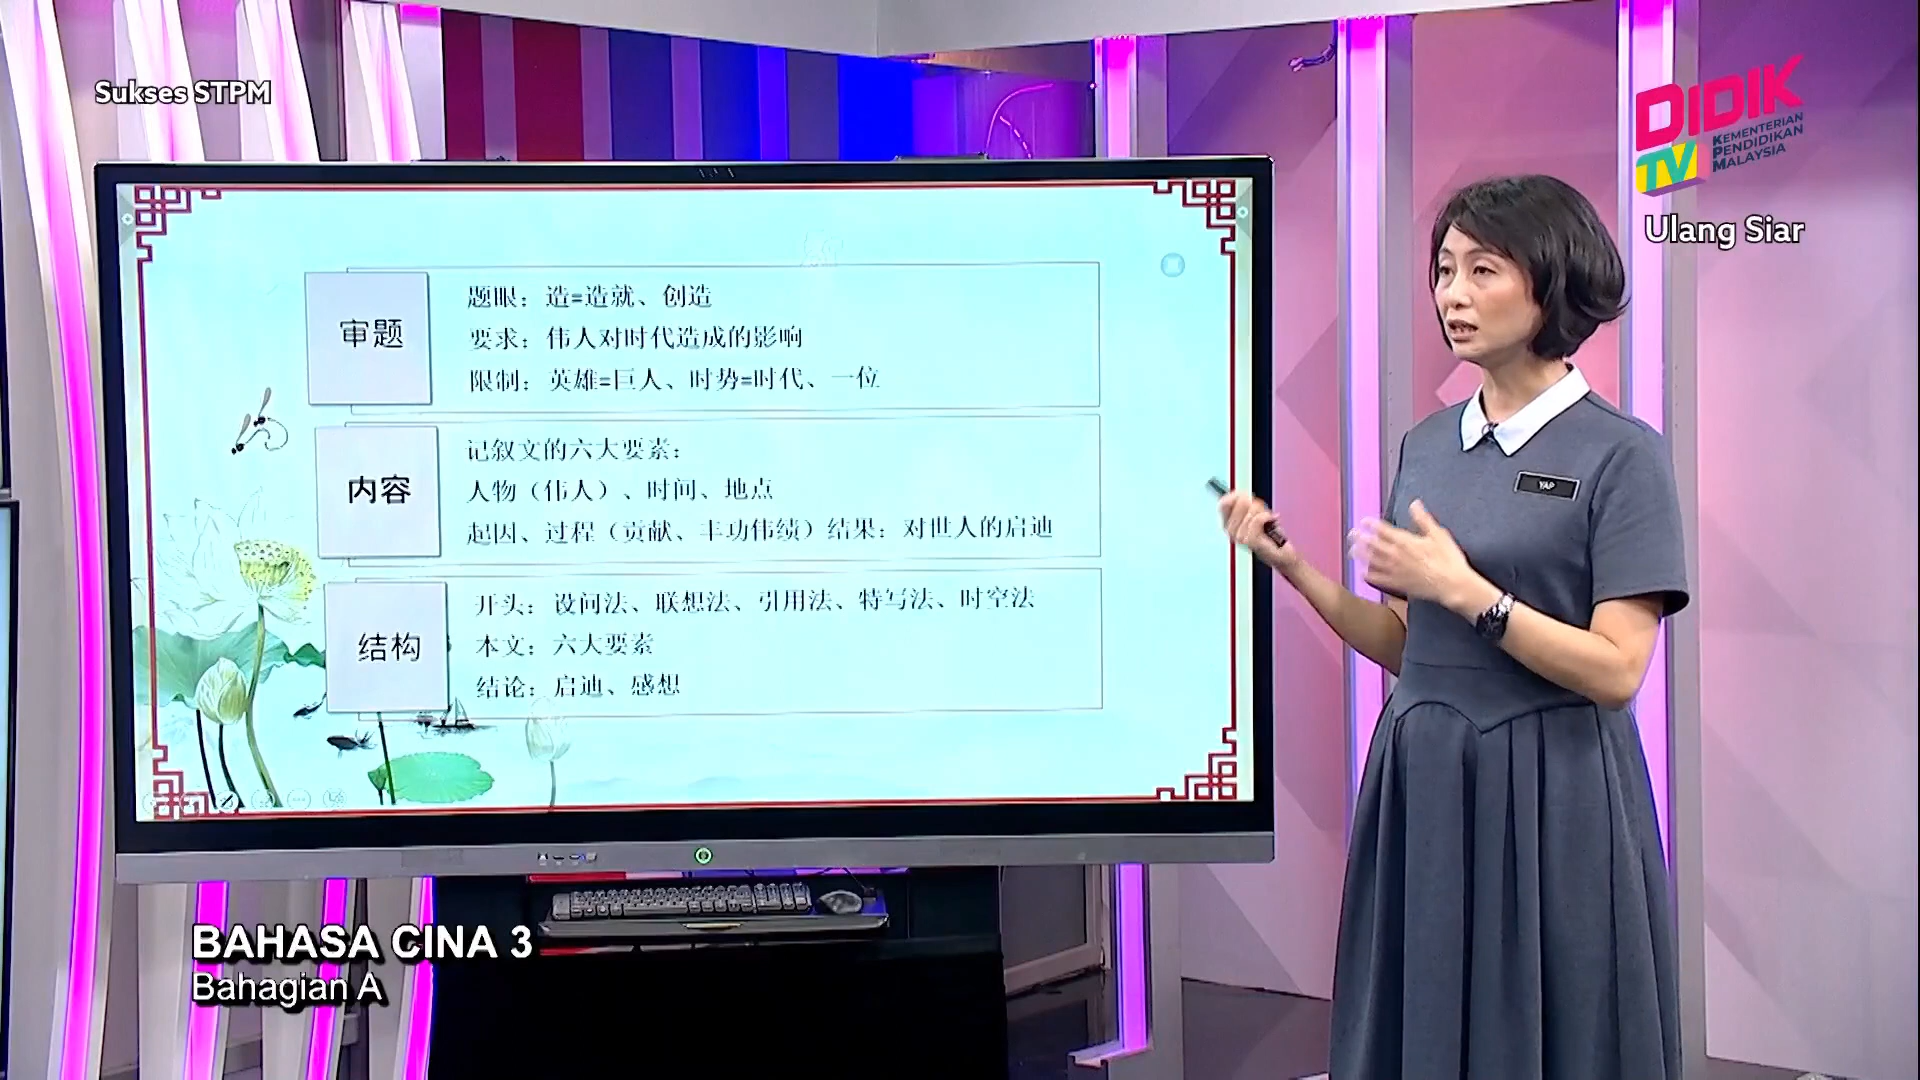 Sukses STPM
DIDIK
TV
KEMENTERIAN
PENDIDIKAN
MALAYSIA
Ulang Siar
审题
题眼：造=造就、创造
要求：伟人对时代造成的影响
限制：英雄=巨人、时势=时代、一位
内容
记叙文的六大要素：
人物（伟人）、时间、地点
起因、过程（贡献、丰功伟绩）结果：对世人的启迪
结构
开头：设问法、联想法、引用法、特写法、时空法
本文：六大要素
结论：启迪、感想
YAP
BAHASA CINA 3
Bahagian A